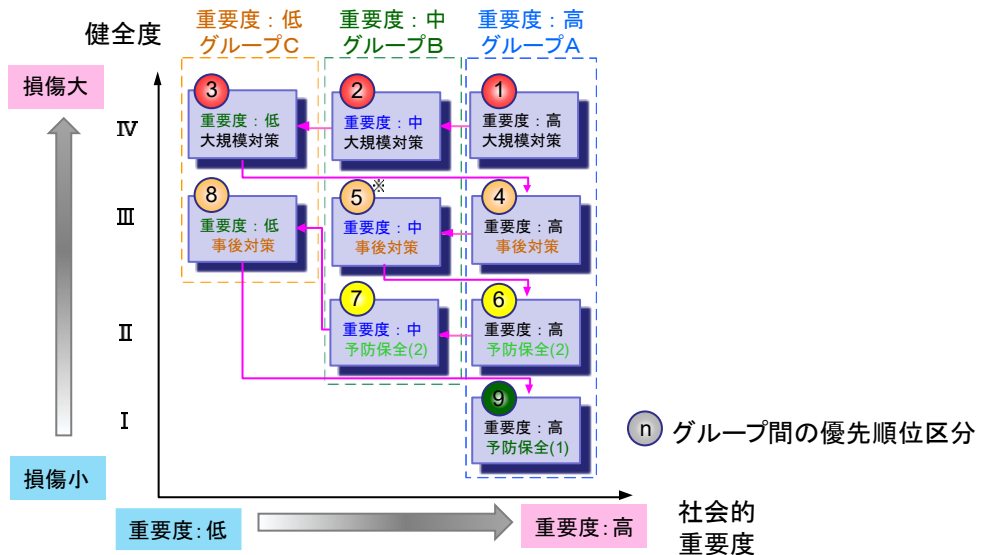 重要度：低
グループC
重要度：中
グループB
重要度：高
グループA
健全度
損傷大
損傷小
Ⅳ
Ⅲ
Ⅱ
Ⅰ
3
重要度：低
大規模対策
2
重要度：中
大規模対策
1
重要度：高
大規模対策
8
重要度：低
事後対策
5
※
重要度：中
事後対策
4
重要度：高
事後対策
7
重要度：中
予防保全(2)
6
重要度：高
予防保全(2)
9
重要度：高
予防保全(1)
n
グループ間の優先順位区分
重要度：低
重要度：高
社会的
重要度